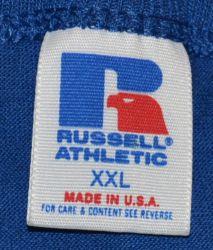 R
RUSSELL®
ATHLETIC
XXL
MADE IN U.S.A.
FOR CARE & CONTENT SEE REVERSE